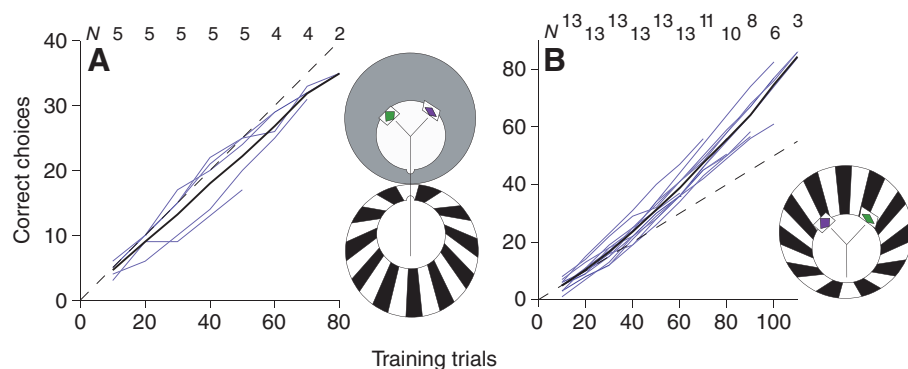 N 5 5 5 5 5 4 4 2
A
40
30
20
10
0
0 20 40 60 80
Correct choices
N 13 13 13 13 13 13 11 10 8 6 3
B
80
60
40
20
0
0 20 40 60 80 100
Training trials